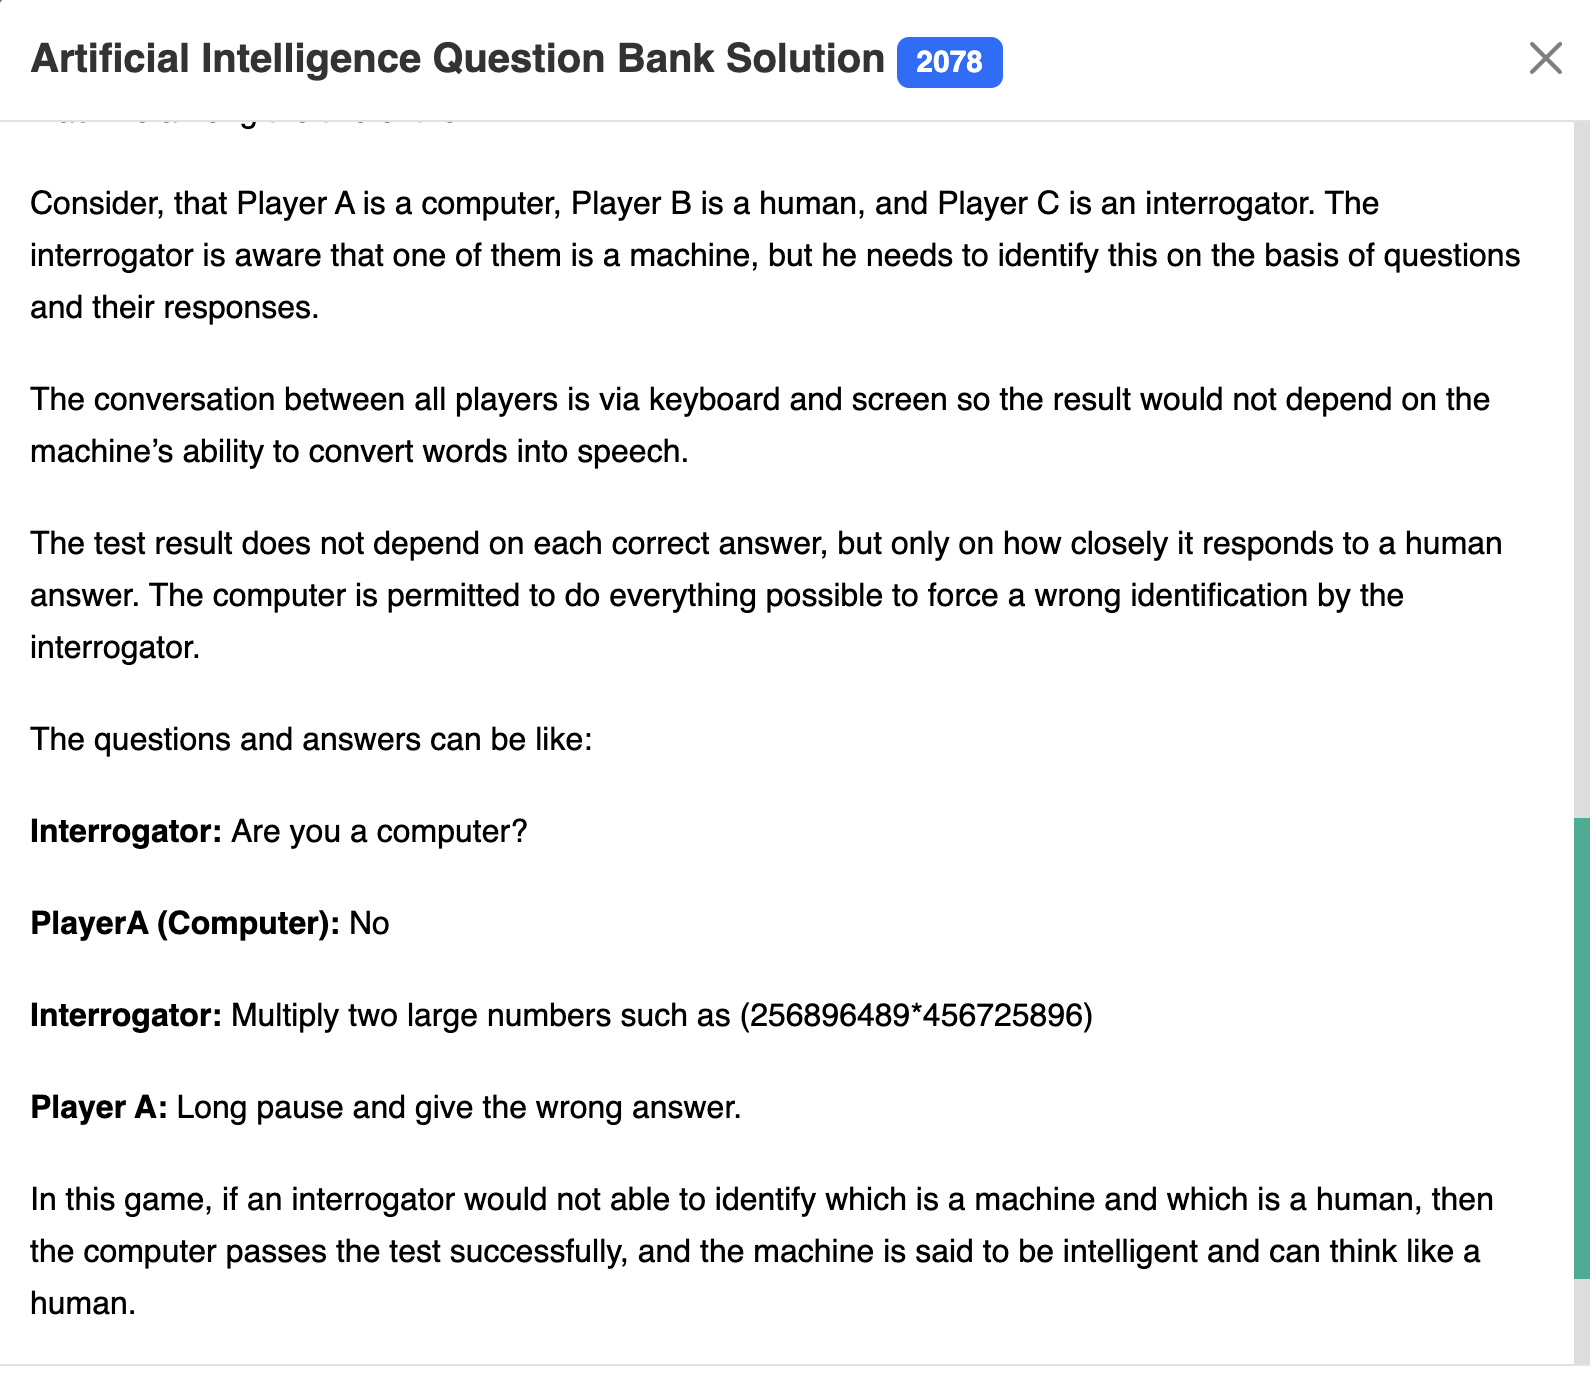 Artificial Intelligence Question Bank Solution 2078
Consider, that Player A is a computer, Player B is a human, and Player C is an interrogator. The
interrogator is aware that one of them is a machine, but he needs to identify this on the basis of questions
and their responses.
The conversation between all players is via keyboard and screen so the result would not depend on the
machine’s ability to convert words into speech.
The test result does not depend on each correct answer, but only on how closely it responds to a human
answer. The computer is permitted to do everything possible to force a wrong identification by the
interrogator.
The questions and answers can be like:
Interrogator: Are you a computer?
PlayerA (Computer): No
Interrogator: Multiply two large numbers such as (256896489*456725896)
Player A: Long pause and give the wrong answer.
In this game, if an interrogator would not able to identify which is a machine and which is a human, then
the computer passes the test successfully, and the machine is said to be intelligent and can think like a
human.